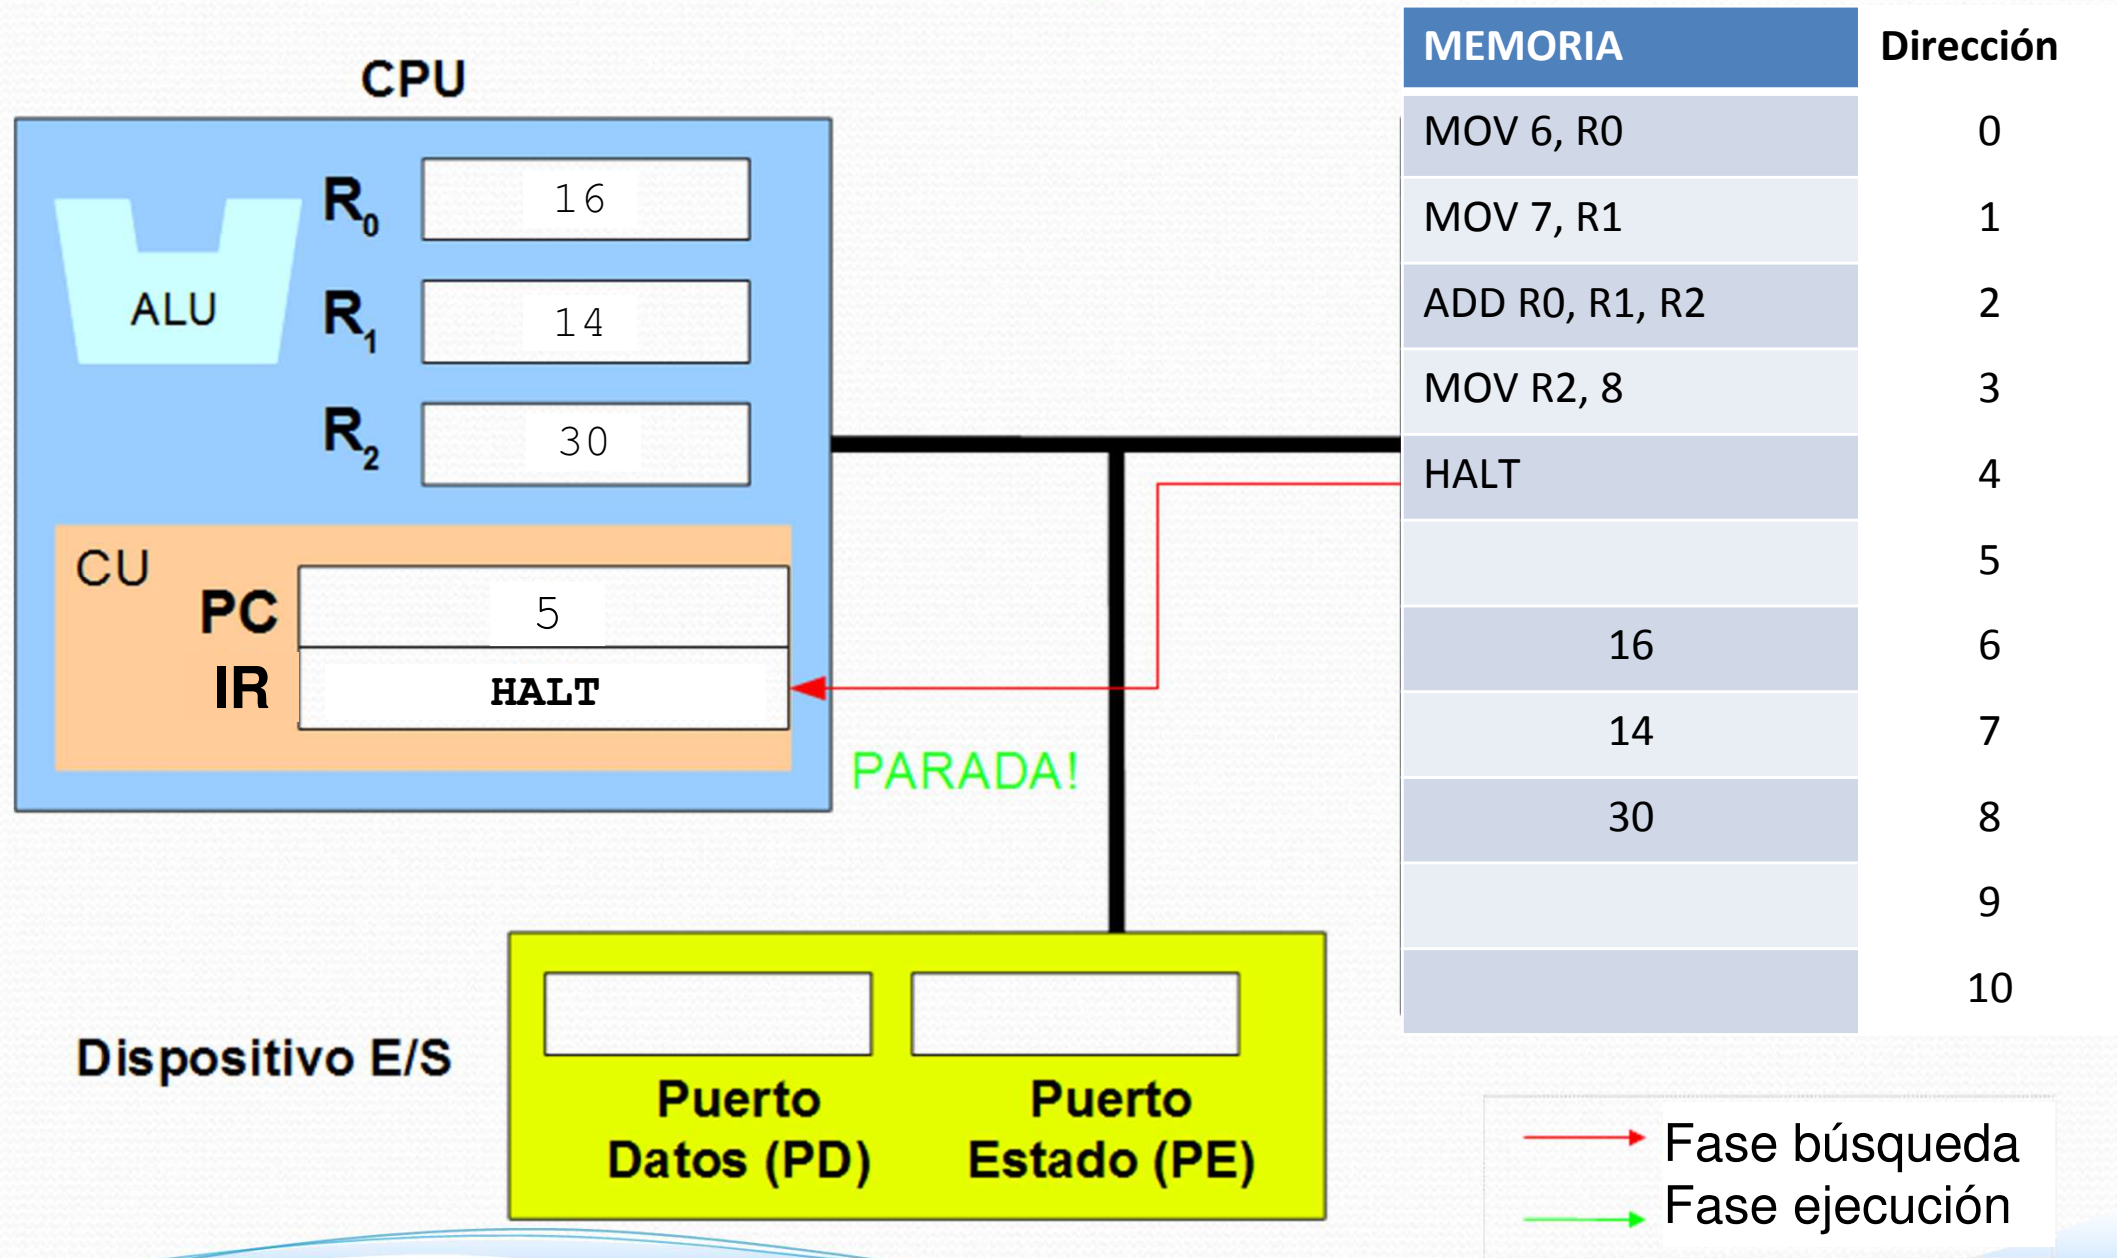 CPU
R0 16
ALU
R1 14
R2 30
CU
PC 5
IR HALT
PARADA!
MEMORIA Dirección
MOV 6, R0 0
MOV 7, R1 1
ADD R0, R1, R2 2
MOV R2, 8 3
HALT 4
5
16 6
14 7
30 8
9
10
Dispositivo E/S
Puerto
Datos (PD)
Puerto
Estado (PE)
Fase búsqueda
Fase ejecución